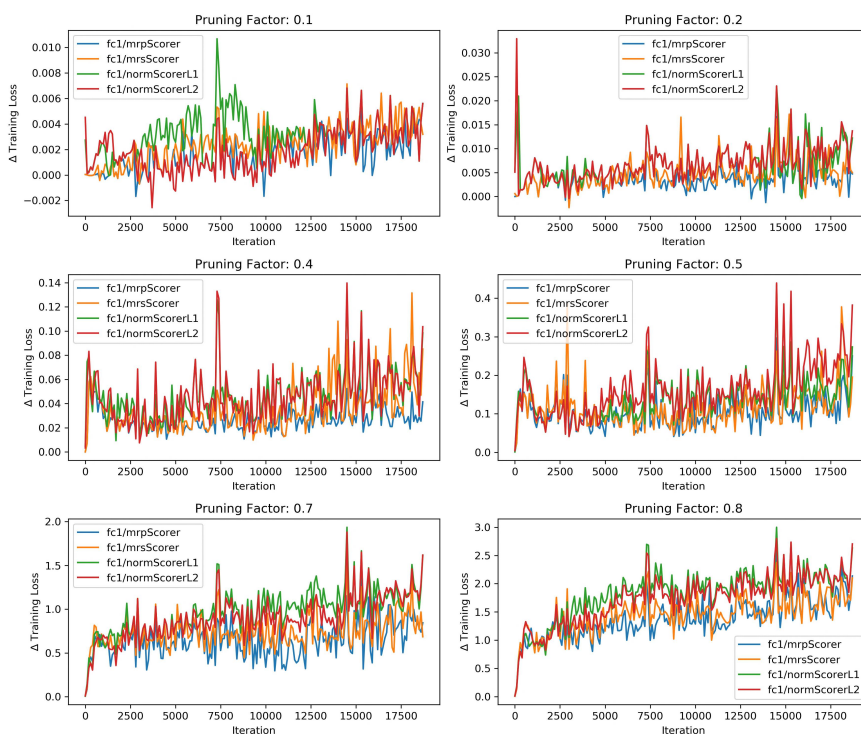 Pruning Factor: 0.1
fc1/mrpScorer
fc1/mrsScorer
fc1/normScorerL1
fc1/normScorerL2
0.010
0.008
0.006
0.004
0.002
0.000
−0.002
Δ Training Loss
0 2500 5000 7500 10000 12500 15000 17500
Iteration
Pruning Factor: 0.2
fc1/mrpScorer
fc1/mrsScorer
fc1/normScorerL1
fc1/normScorerL2
0.030
0.025
0.020
0.015
0.010
0.005
0.000
Δ Training Loss
0 2500 5000 7500 10000 12500 15000 17500
Iteration
Pruning Factor: 0.4
fc1/mrpScorer
fc1/mrsScorer
fc1/normScorerL1
fc1/normScorerL2
0.14
0.12
0.10
0.08
0.06
0.04
0.02
0.00
Δ Training Loss
0 2500 5000 7500 10000 12500 15000 17500
Iteration
Pruning Factor: 0.5
fc1/mrpScorer
fc1/mrsScorer
fc1/normScorerL1
fc1/normScorerL2
0.4
0.3
0.2
0.1
0.0
Δ Training Loss
0 2500 5000 7500 10000 12500 15000 17500
Iteration
Pruning Factor: 0.7
fc1/mrpScorer
fc1/mrsScorer
fc1/normScorerL1
fc1/normScorerL2
2.0
1.5
1.0
0.5
0.0
Δ Training Loss
0 2500 5000 7500 10000 12500 15000 17500
Iteration
Pruning Factor: 0.8
3.0
2.5
2.0
1.5
1.0
0.5
0.0
Δ Training Loss
fc1/mrpScorer
fc1/mrsScorer
fc1/normScorerL1
fc1/normScorerL2
0 2500 5000 7500 10000 12500 15000 17500
Iteration